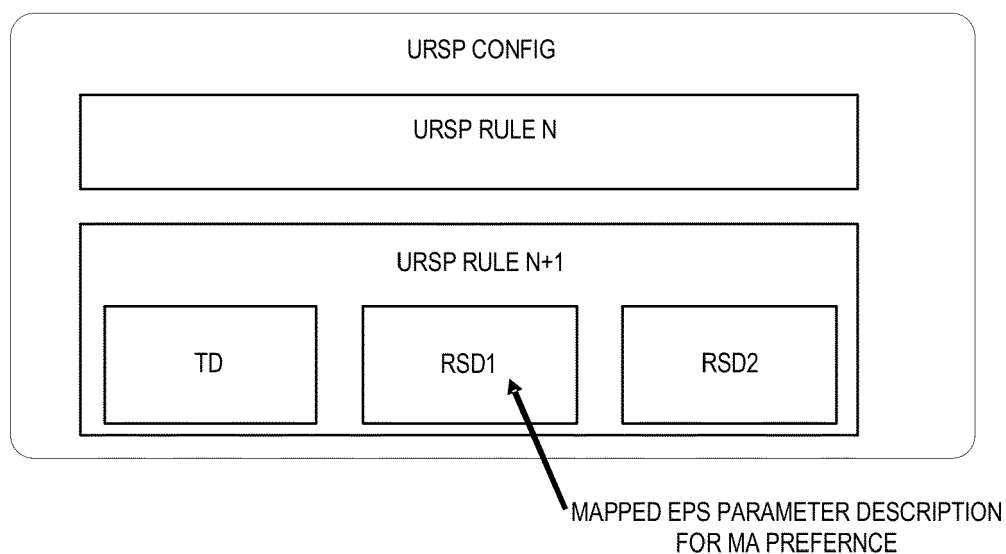 URSP CONFIG
URSP RULE N
URSP RULE N+1
TD
RSD1
RSD2
MAPPED EPS PARAMETER DESCRIPTION
FOR MA PREFERNCE